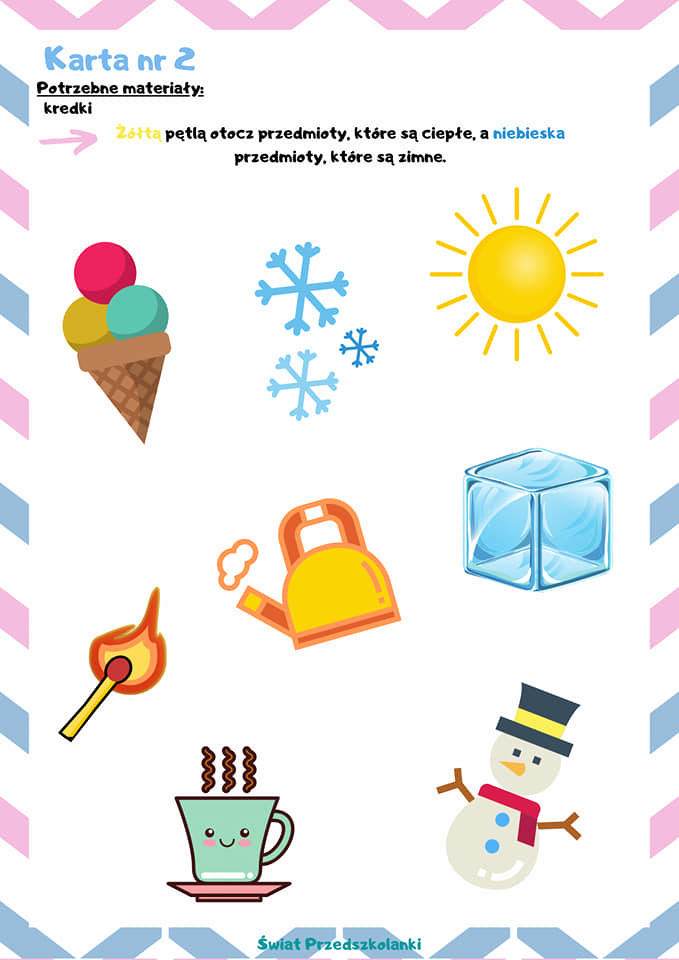 Karta nr 2
Potrzebne materiały:
kredki
Żółtą pętlą otocz przedmioty, które są ciepłe, a niebieska
przedmioty, które są zimne.
Świat Przedszkolanki